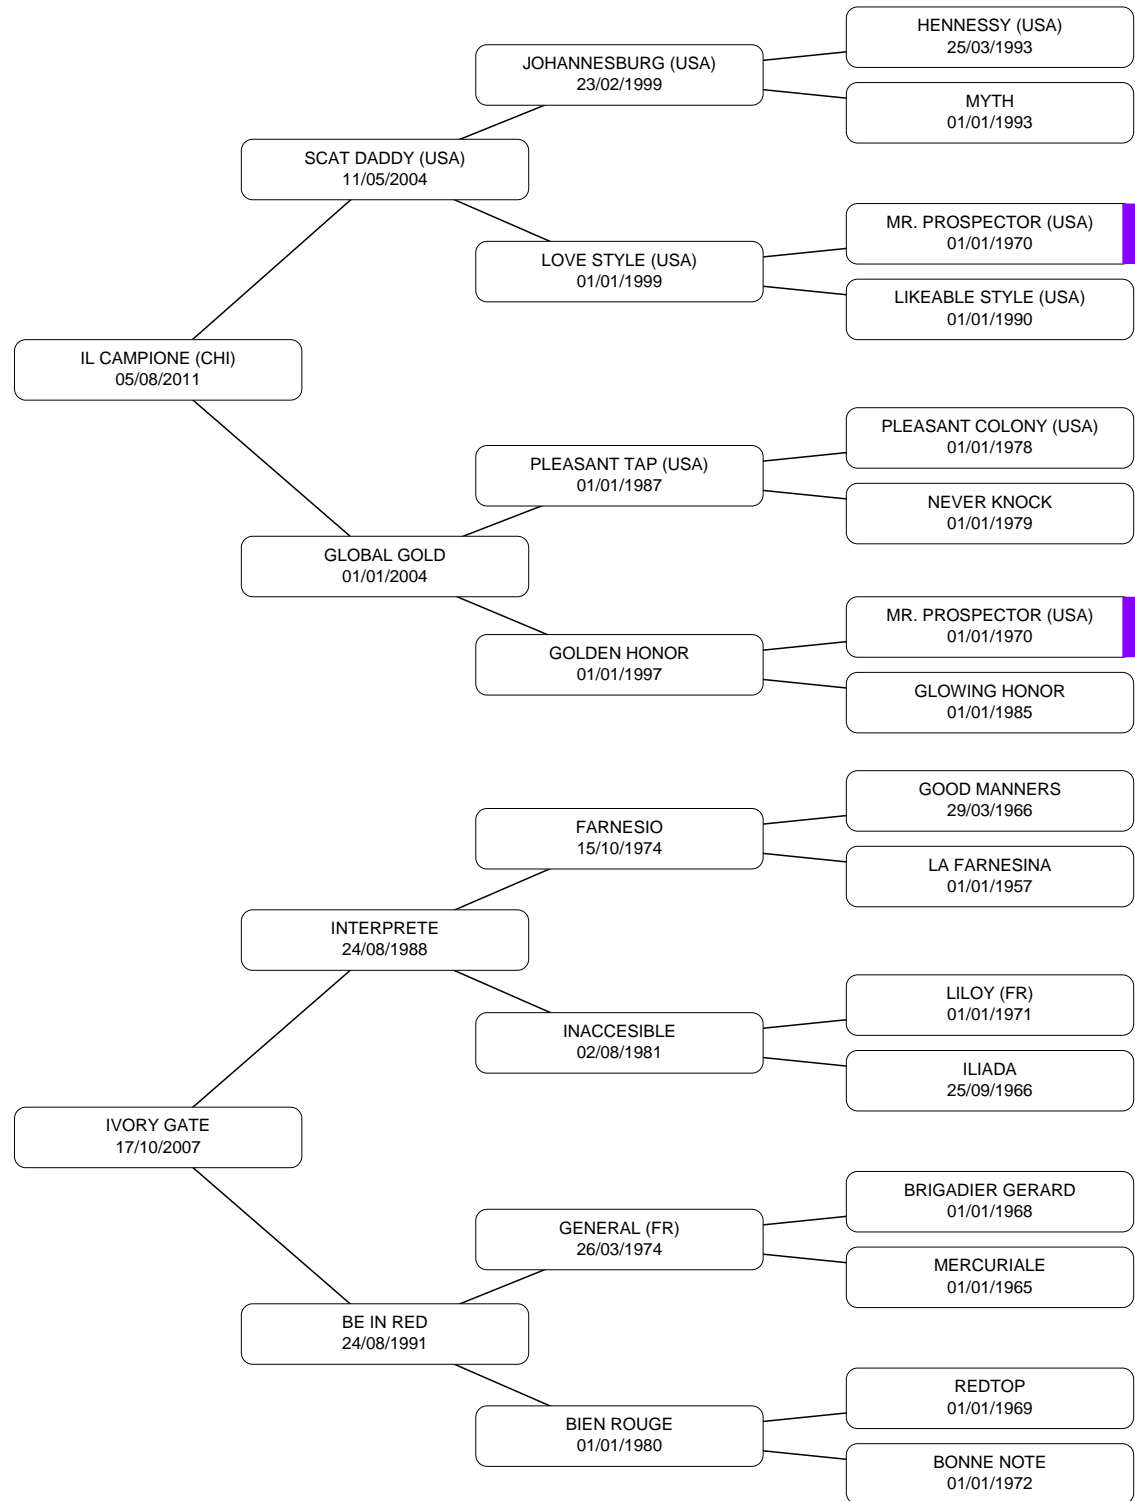 HENNESSY (USA)
25/03/1993
JOHANNESBURG (USA)
23/02/1999
MYTH
01/01/1993
SCAT DADDY (USA)
11/05/2004
MR. PROSPECTOR (USA)
01/01/1970
LOVE STYLE (USA)
01/01/1999
LIKEABLE STYLE (USA)
01/01/1990
IL CAMPIONE (CHI)
05/08/2011
PLEASANT COLONY (USA)
01/01/1978
PLEASANT TAP (USA)
01/01/1987
NEVER KNOCK
01/01/1979
GLOBAL GOLD
01/01/2004
MR. PROSPECTOR (USA)
01/01/1970
GOLDEN HONOR
01/01/1997
GLOWING HONOR
01/01/1985
GOOD MANNERS
29/03/1966
FARNESIO
15/10/1974
LA FARNESINA
01/01/1957
INTERPRETE
24/08/1988
LILOY (FR)
01/01/1971
INACCESIBLE
02/08/1981
ILIADA
25/09/1966
IVORY GATE
17/10/2007
BRIGADIER GERARD
01/01/1968
GENERAL (FR)
26/03/1974
MERCURIALE
01/01/1965
BE IN RED
24/08/1991
REDTOP
01/01/1969
BIEN ROUGE
01/01/1980
BONNE NOTE
01/01/1972